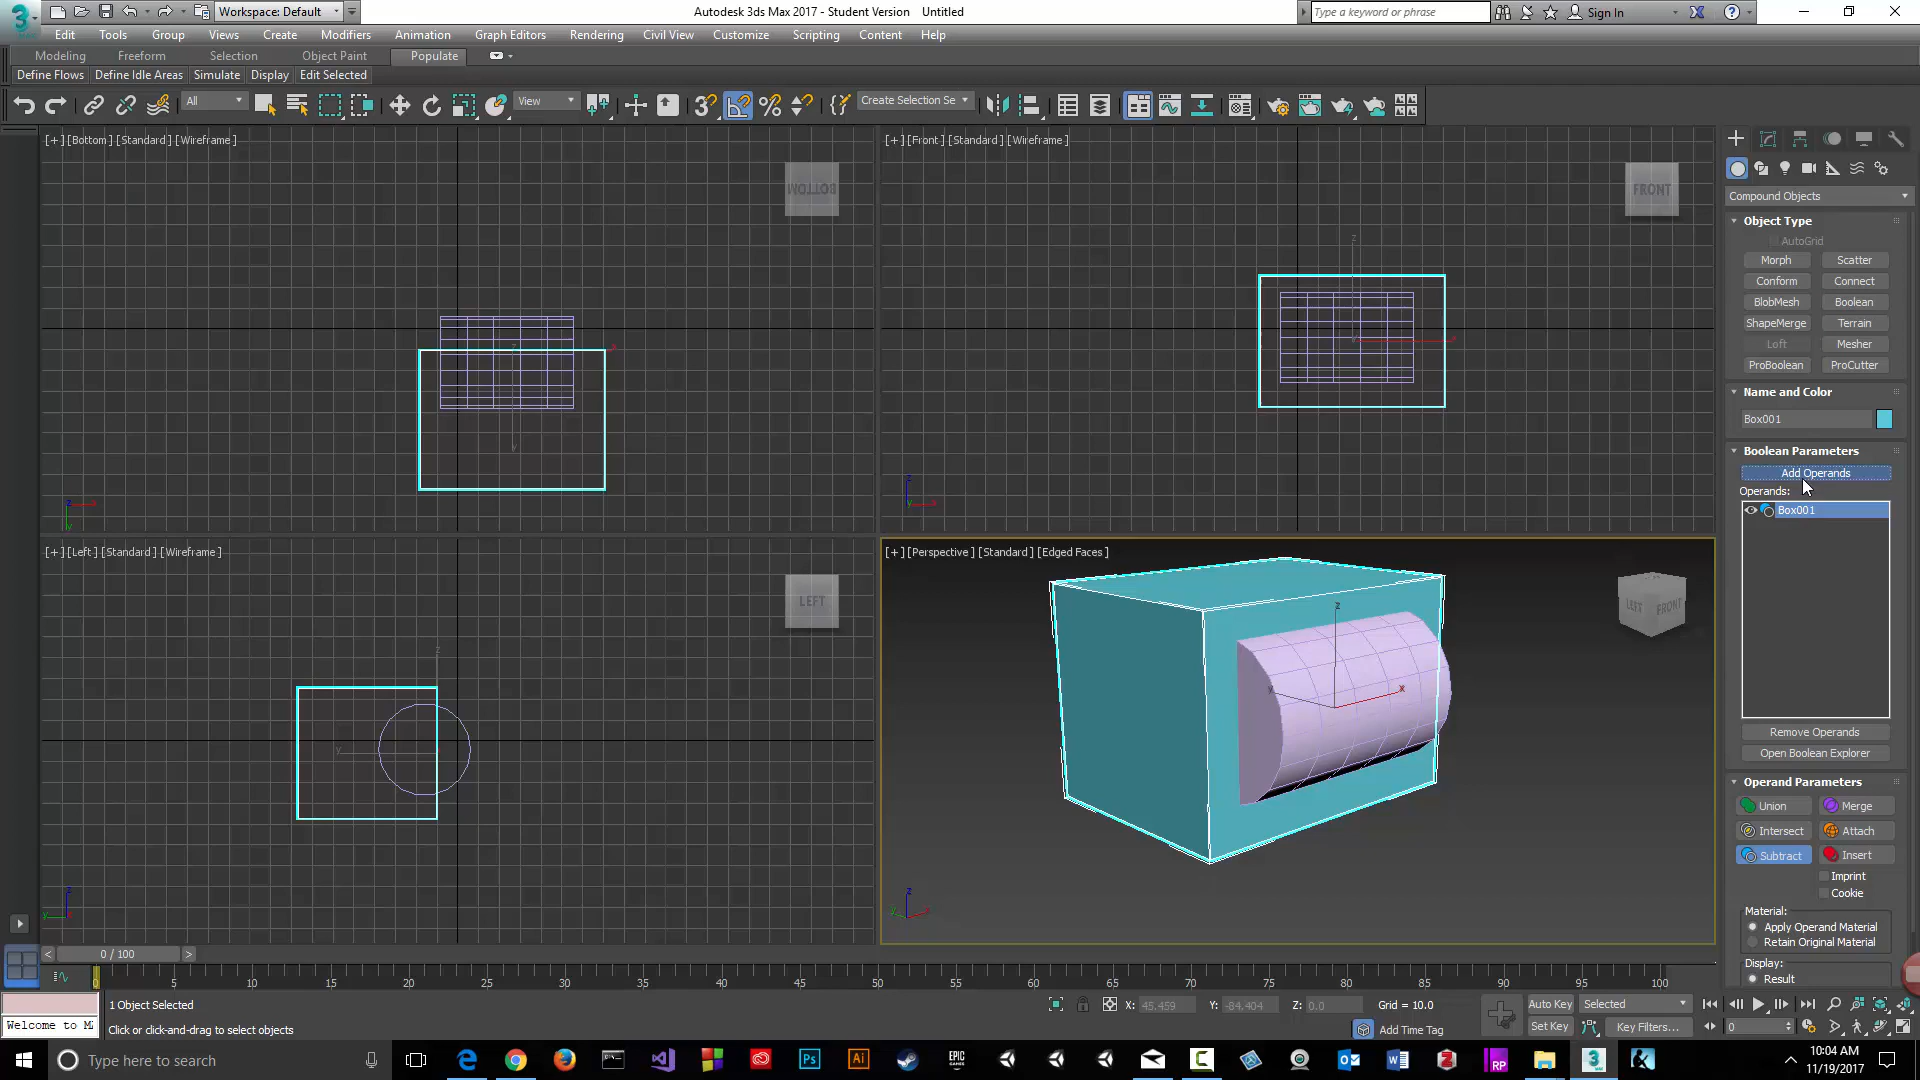 Workspace: Default
Autodesk 3ds Max 2017 - Student Version    Untitled
Type a keyword or phrase
Sign In
Edit Tools Group Views Create Modifiers Animation Graph Editors Rendering Civil View Customize Scripting Content Help
Modeling Freeform Selection Object Paint Populate
Define Flows Define Idle Areas Simulate Display Edit Selected
All
View
Create Selection Se
[+] [Bottom] [Standard] [Wireframe]
BOTTOM
[+] [Front] [Standard] [Wireframe]
FRONT
[+] [Left] [Standard] [Wireframe]
LEFT
[+] [Perspective] [Standard] [Edged Faces]
LEFT FRONT
Compound Objects
Object Type
AutoGrid
Morph Scatter
Conform Connect
BlobMesh Boolean
ShapeMerge Terrain
Loft Mesher
ProBoolean ProCutter
Name and Color
Box001
Boolean Parameters
Add Operands
Operands:
Box001
Remove Operands
Open Boolean Explorer
Operand Parameters
Union Merge
Intersect Attach
Subtract Insert
Imprint
Cookie
Material:
Apply Operand Material
Retain Original Material
Display:
Result
0 / 100
0 5 10 15 20 25 30 35 40 45 50 55 60 65 70 75 80 85 90 95 100
1 Object Selected
X: 45.459 Y: -84.404 Z: 0.0 Grid = 10.0
Auto Key Selected
Welcome to M
Click or click-and-drag to select objects
Add Time Tag
Set Key Key Filters...
0
Type here to search
10:04 AM
11/19/2017